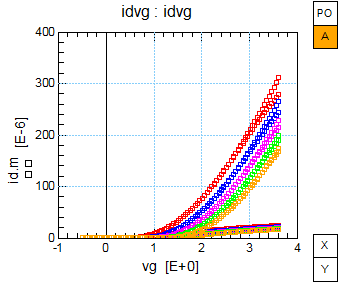 idvg : idvg
PO
A
400
300
200
100
0
id.m [E-6]
-1 0 1 2 3 4
vg [E+0]
X
Y